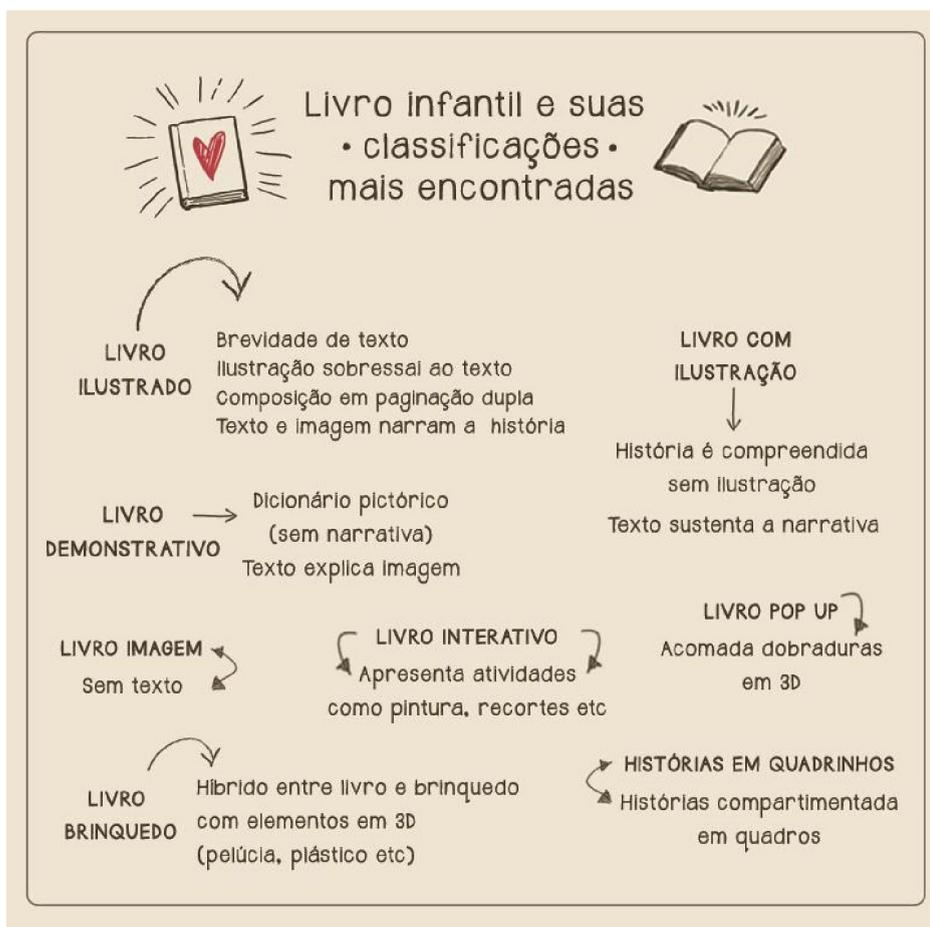 Livro infantil e suas
• classificações •
mais encontradas
LIVRO
ILUSTRADO
Brevidade de texto
Ilustração sobressai ao texto
Composição em paginação dupla
Texto e imagem narram a história
LIVRO COM
ILUSTRAÇÃO
História é compreendida
sem ilustração
Texto sustenta a narrativa
LIVRO
DEMONSTRATIVO
Dicionário pictórico
(sem narrativa)
Texto explica imagem
LIVRO IMAGEM
Sem texto
LIVRO INTERATIVO
Apresenta atividades
como pintura, recortes etc
LIVRO POP UP
Acomada dobraduras
em 3D
LIVRO
BRINQUEDO
Híbrido entre livro e brinquedo
com elementos em 3D
(pelúcia, plástico etc)
HISTÓRIAS EM QUADRINHOS
Histórias compartimentada
em quadros